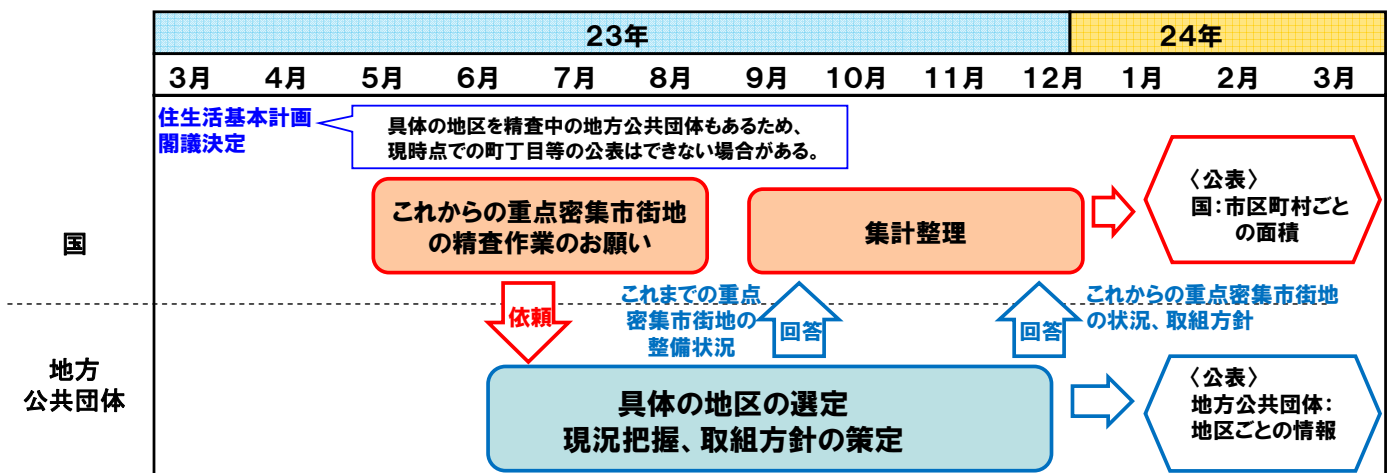 23年
24年
3月
4月
5月
6月
7月
8月
9月
10月
11月
12月
1月
2月
3月
住生活基本計画
閣議決定
具体の地区を精査中の地方公共団体もあるため、
現時点での町丁目等の公表はできない場合がある。
国
これからの重点密集市街地
の精査作業のお願い
集計整理
〈公表〉
国：市区町村ごと
の面積
依頼
これまでの重点
密集市街地の
整備状況
回答
回答
これからの重点密集市街地
の状況、取組方針
地方
公共団体
具体の地区の選定
現況把握、取組方針の策定
〈公表〉
地方公共団体：
地区ごとの情報